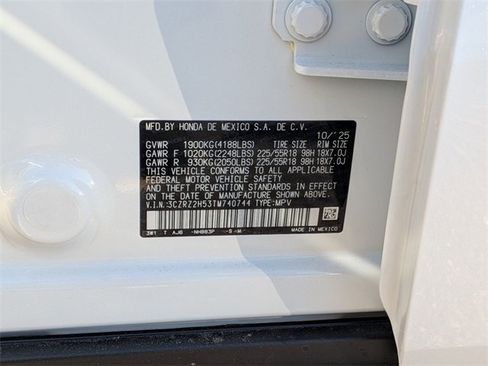 MFD.BY HONDA DE MEXICO S.A. DE C.V.
10/'25
GVWR 1900KG(4188LBS) TIRE SIZE RIM SIZE
GAWR F 1020KG(2248LBS) 225/55R18 98H 18X7.0J
GAWR R 930KG(2050LBS) 225/55R18 98H 18X7.0J
THIS VEHICLE CONFORMS TO ALL APPLICABLE
FEDERAL MOTOR VEHICLE SAFETY
AND THEFT PREVENTION STANDARDS IN EFFECT
ON THE DATE OF MANUFACTURE SHOWN ABOVE.
V.I.N.:3CZRZ2H53TM740744 TYPE:MPV
3W1 T AJ6 -NH883P -S -M- MADE IN MEXICO